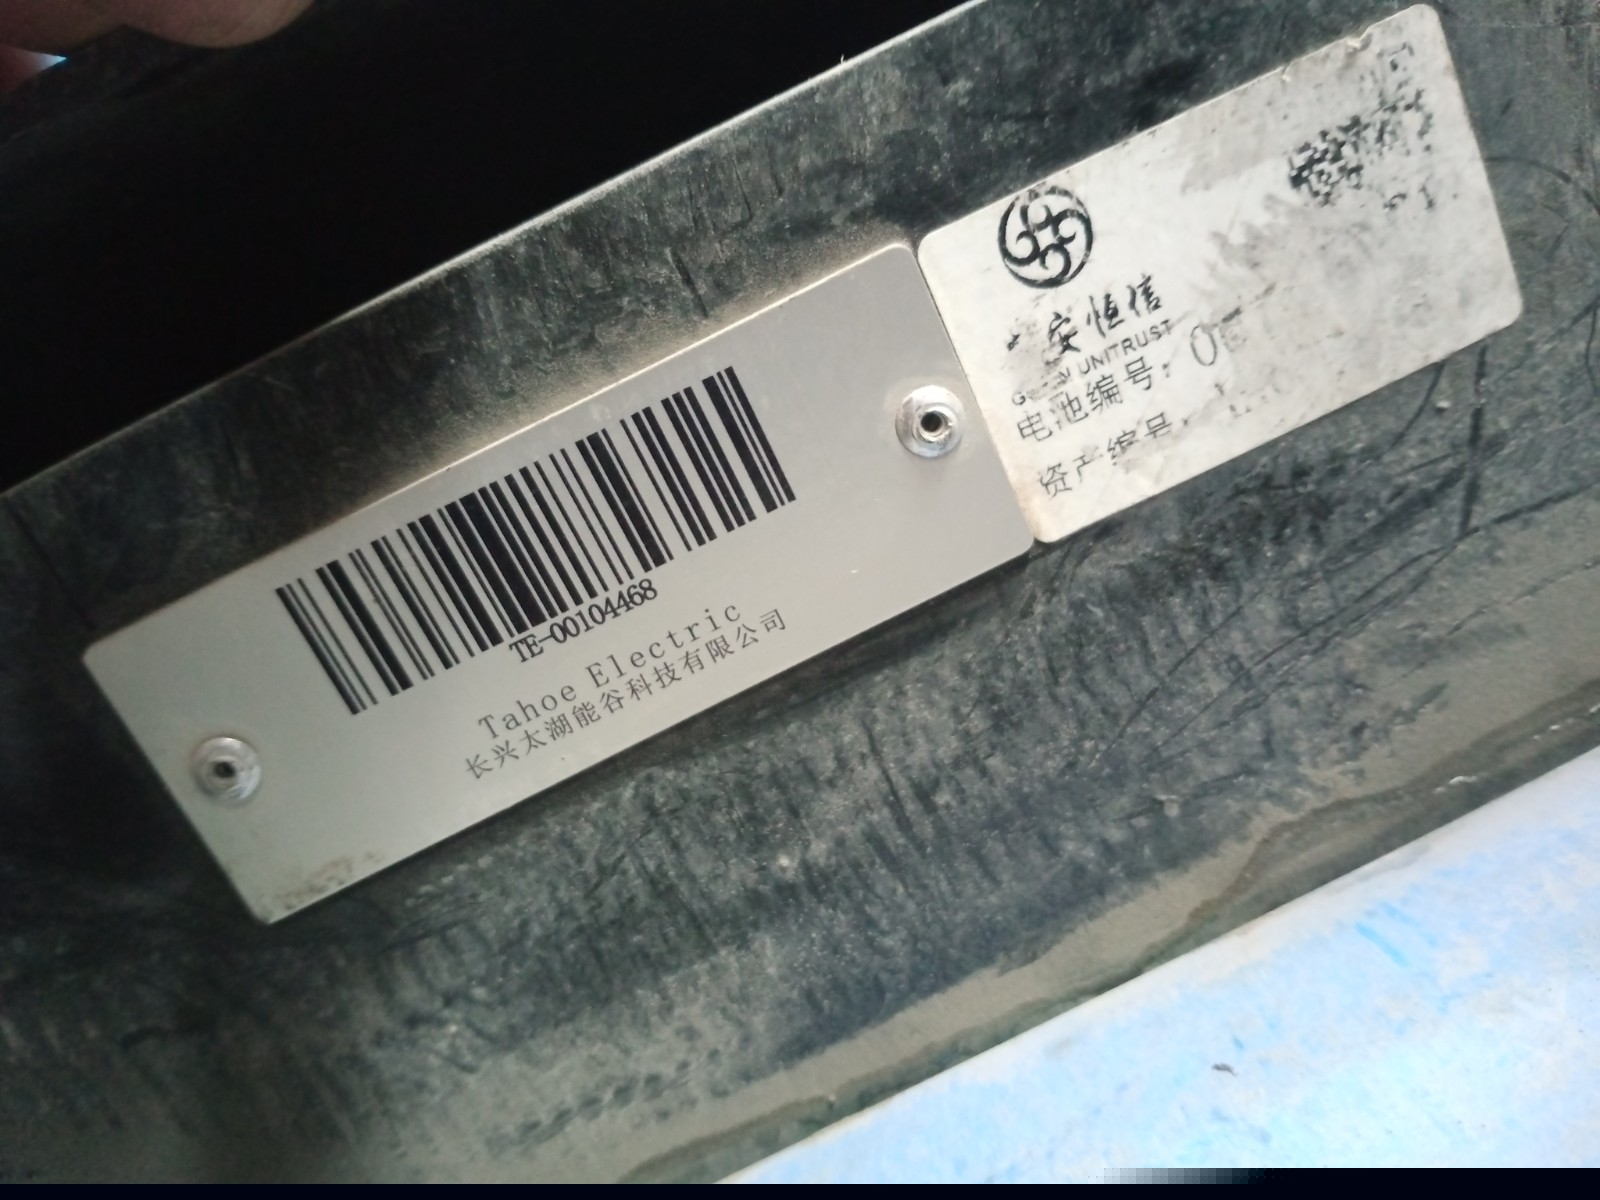 TE-00104468
Tahoe Electric
长兴太湖能谷科技有限公司
安恒信
UNITRUST
电池编号：
资产编号：